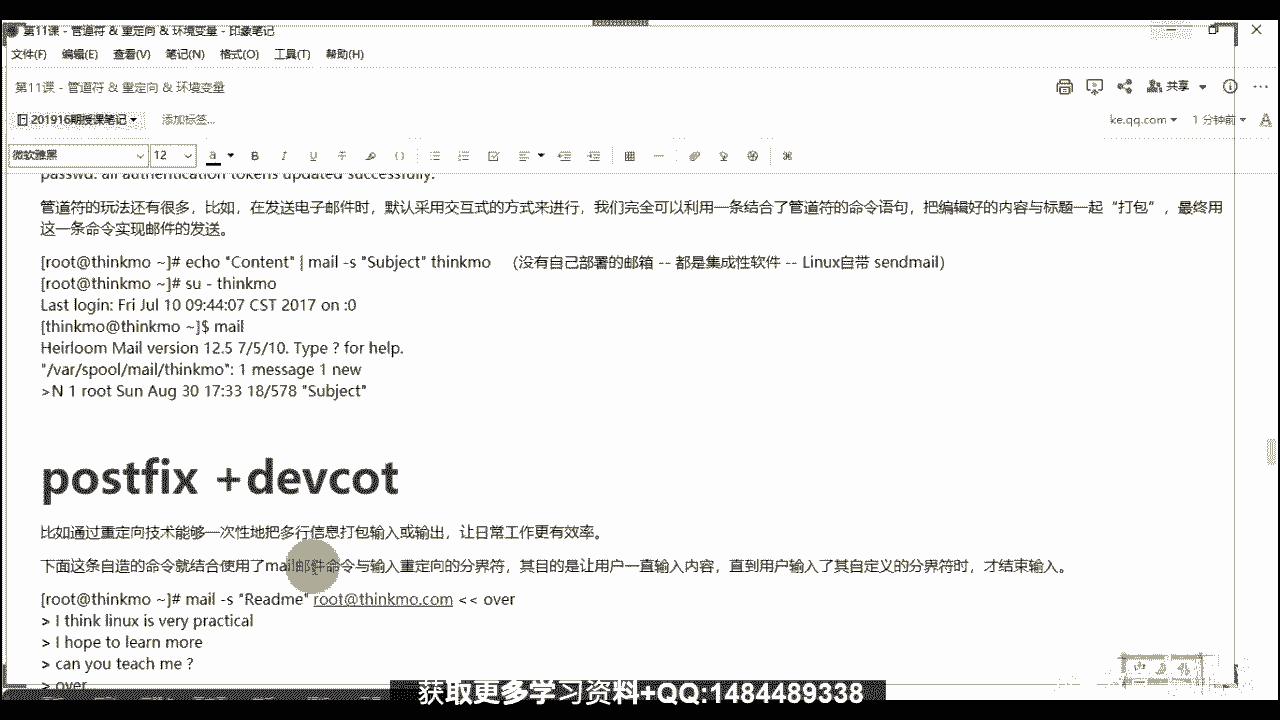 第11课 - 管道符 & 重定向 & 环境变量 - 印象笔记
文件(F) 编辑(E) 查看(V) 笔记(N) 格式(O) 工具(T) 帮助(H)
第11课 - 管道符 & 重定向 & 环境变量
共享
201916期授课笔记 添加标签...
ke.qq.com 1 分钟前
微软雅黑 12
passwd: all authentication tokens updated successfully.
管道符的玩法还有很多，比如，在发送电子邮件时，默认采用交互式的方式来进行，我们完全可以利用一条结合了管道符的命令语句，把编辑好的内容与标题一起“打包”，最终用
这一条命令实现邮件的发送。
[root@thinkmo ~]# echo "Content" | mail -s "Subject" thinkmo （没有自己部署的邮箱 -- 都是集成性软件 -- Linux自带 sendmail）
[root@thinkmo ~]# su - thinkmo
Last login: Fri Jul 10 09:44:07 CST 2017 on :0
[thinkmo@thinkmo ~]$ mail
Heirloom Mail version 12.5 7/5/10. Type ? for help.
"/var/spool/mail/thinkmo": 1 message 1 new
>N 1 root Sun Aug 30 17:33 18/578 "Subject"
postfix +devcot
比如通过重定向技术能够一次性地把多行信息打包输入或输出，让日常工作更有效率。
下面这条自造的命令就结合使用了mail邮件命令与输入重定向的分界符，其目的是让用户一直输入内容，直到用户输入了其自定义的分界符时，才结束输入。
[root@thinkmo ~]# mail -s "Readme" root@thinkmo.com << over
> I think linux is very practical
> I hope to learn more
> can you teach me ?
> over
获取更多学习资料+QQ:1484489338